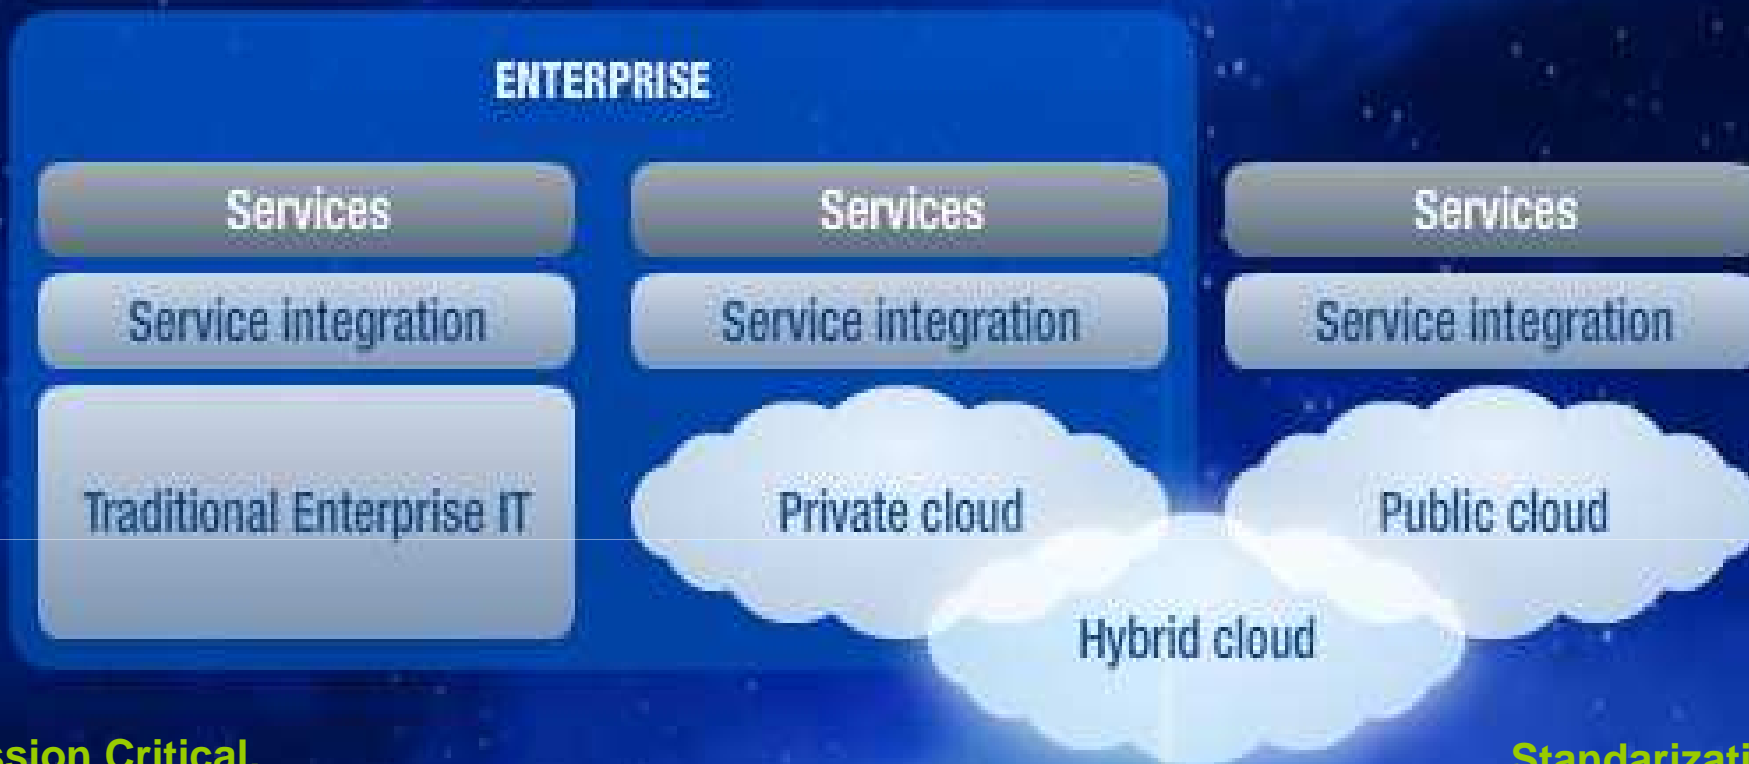 ENTERPRISE
Services Services Services
Service integration Service integration Service integration
Traditional Enterprise IT Private cloud Public cloud
Hybrid cloud
Critical